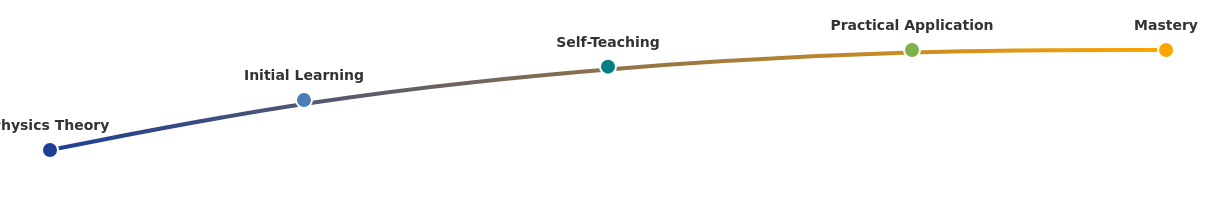 Practical Application
Mastery
Self-Teaching
Initial Learning
hysics Theory